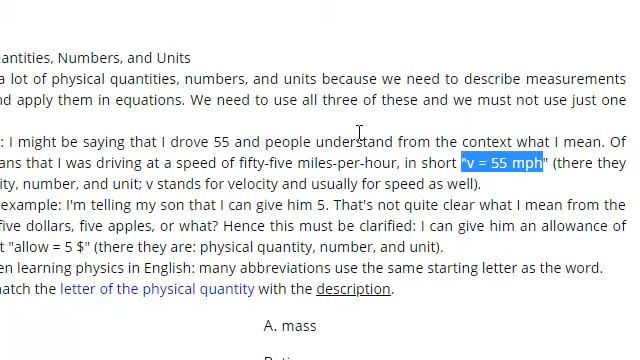 antities, Numbers, and Units
a lot of physical quantities, numbers, and units because we need to describe measurements
nd apply them in equations. We need to use all three of these and we must not use just one
: I might be saying that I drove 55 and people understand from the context what I mean. Of
ans that I was driving at a speed of fifty-five miles-per-hour, in short "v = 55 mph" (there they
ity, number, and unit; v stands for velocity and usually for speed as well).
example: I'm telling my son that I can give him 5. That's not quite clear what I mean from the
five dollars, five apples, or what? Hence this must be clarified: I can give him an allowance of
t "allow = 5 $" (there they are: physical quantity, number, and unit).
en learning physics in English: many abbreviations use the same starting letter as the word.
match the letter of the physical quantity with the description.
A. mass